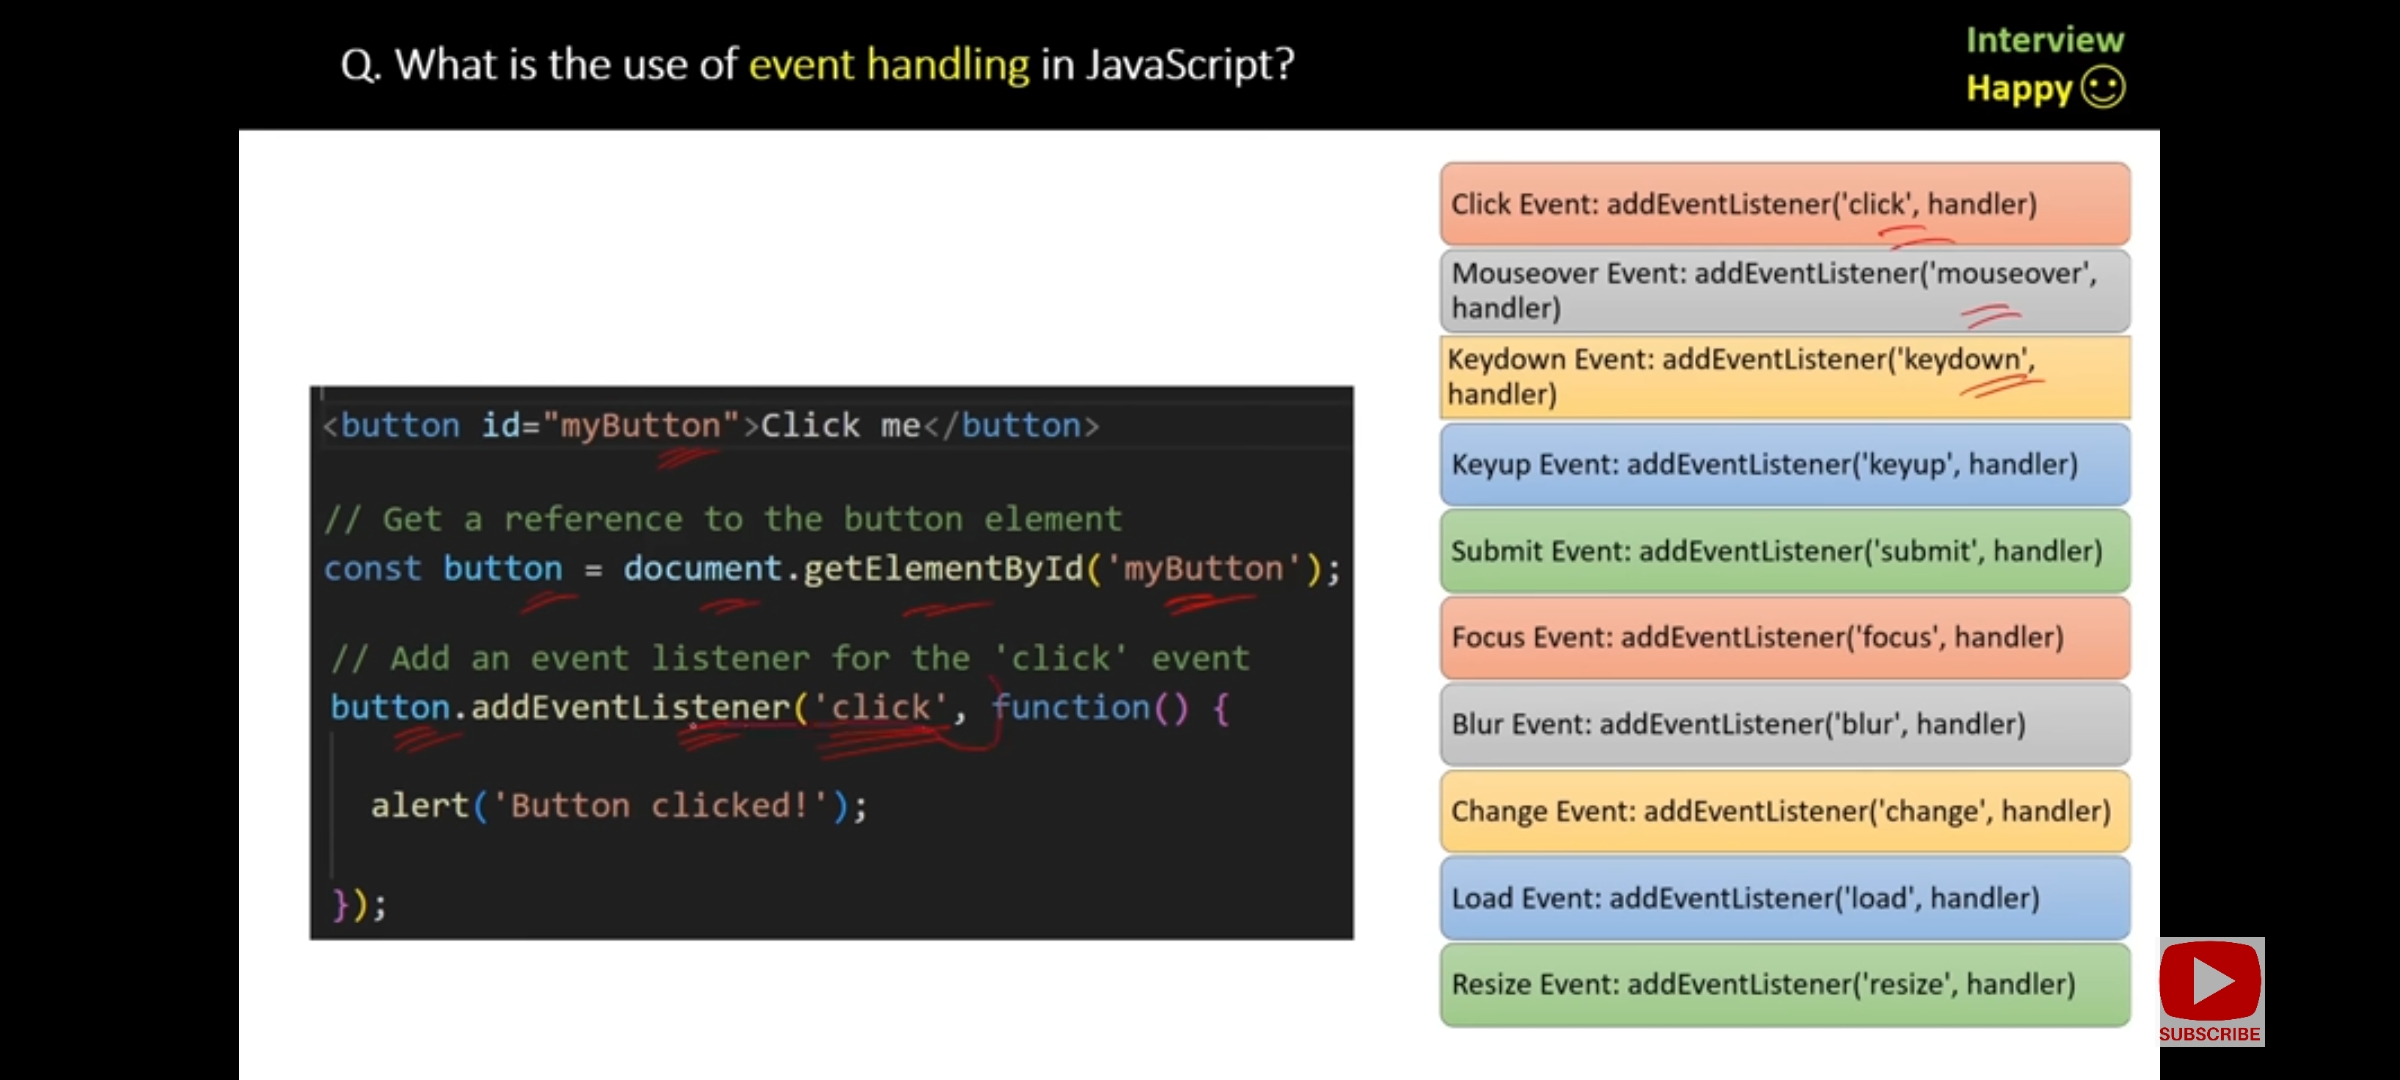 Q. What is the use of event handling in JavaScript?
Interview
Happy
<button id="myButton">Click me</button>
// Get a reference to the button element
const button = document.getElementById('myButton');
// Add an event listener for the 'click' event
button.addEventListener('click', function() {
alert('Button clicked!');
});
Click Event: addEventListener('click', handler)
Mouseover Event: addEventListener('mouseover',
handler)
Keydown Event: addEventListener('keydown',
handler)
Keyup Event: addEventListener('keyup', handler)
Submit Event: addEventListener('submit', handler)
Focus Event: addEventListener('focus', handler)
Blur Event: addEventListener('blur', handler)
Change Event: addEventListener('change', handler)
Load Event: addEventListener('load', handler)
Resize Event: addEventListener('resize', handler)
SUBSCRIBE